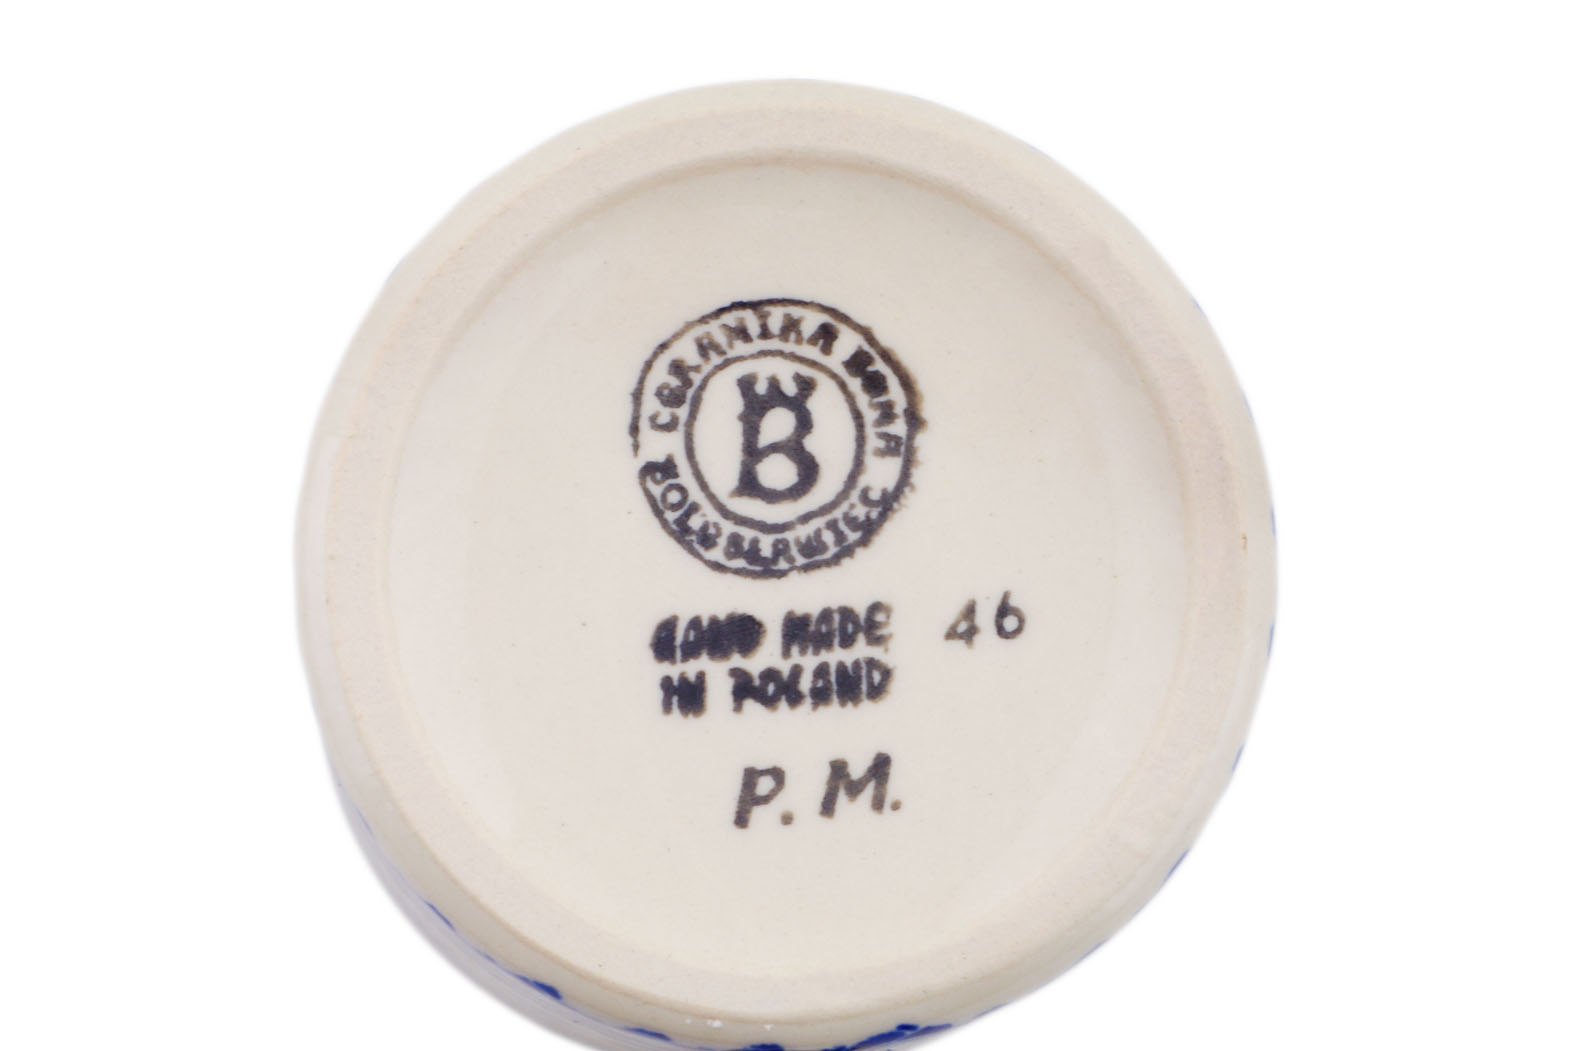 CERAMIKA BONA
BOLESŁAWIEC
B
HAND MADE 46
IN POLAND
P. M.